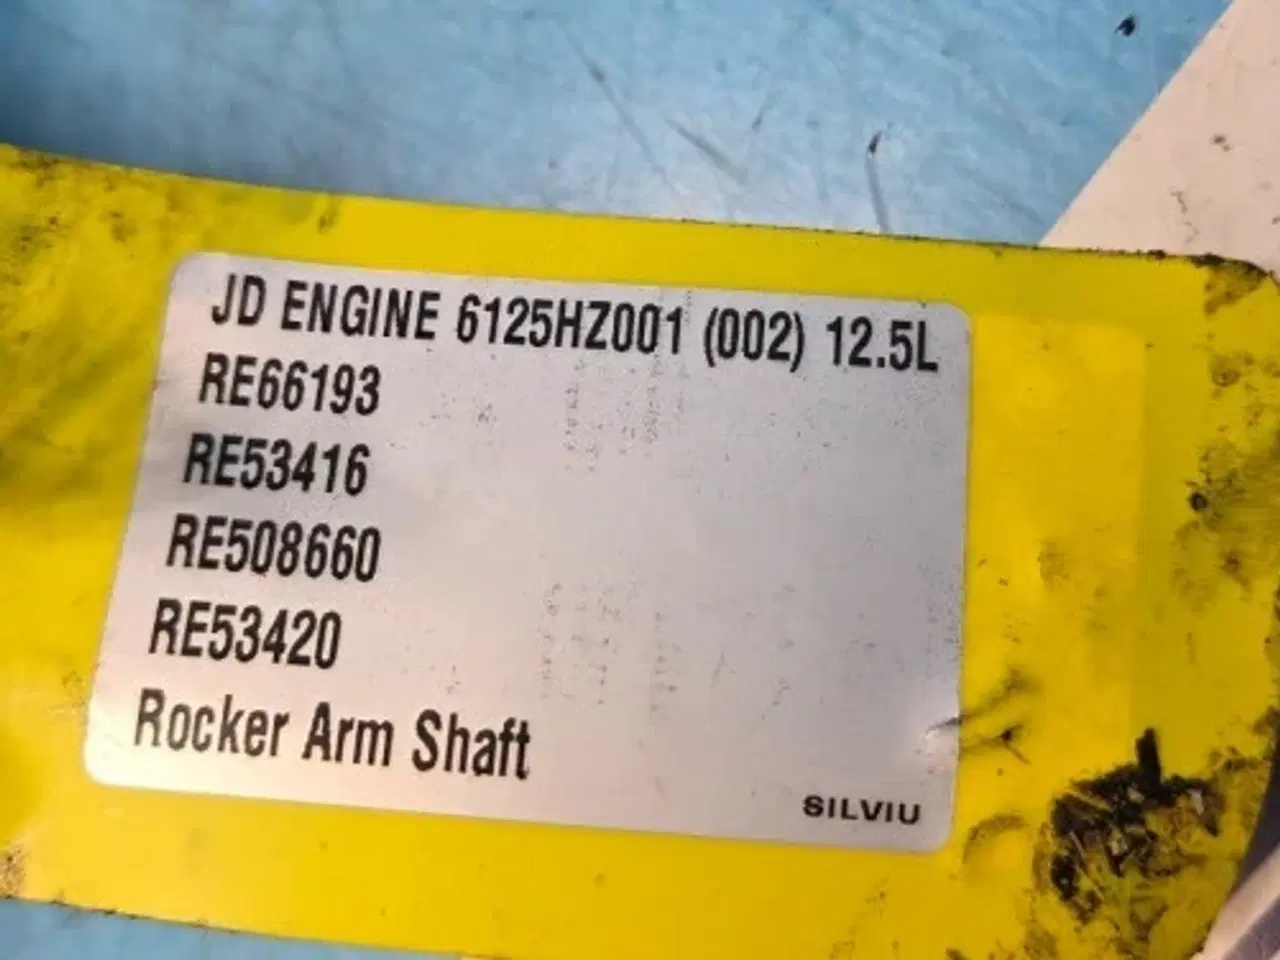 JD ENGINE 6125HZ001 (002) 12.5L
RE66193
RE53416
RE508660
RE53420
Rocker Arm Shaft
SILVIU